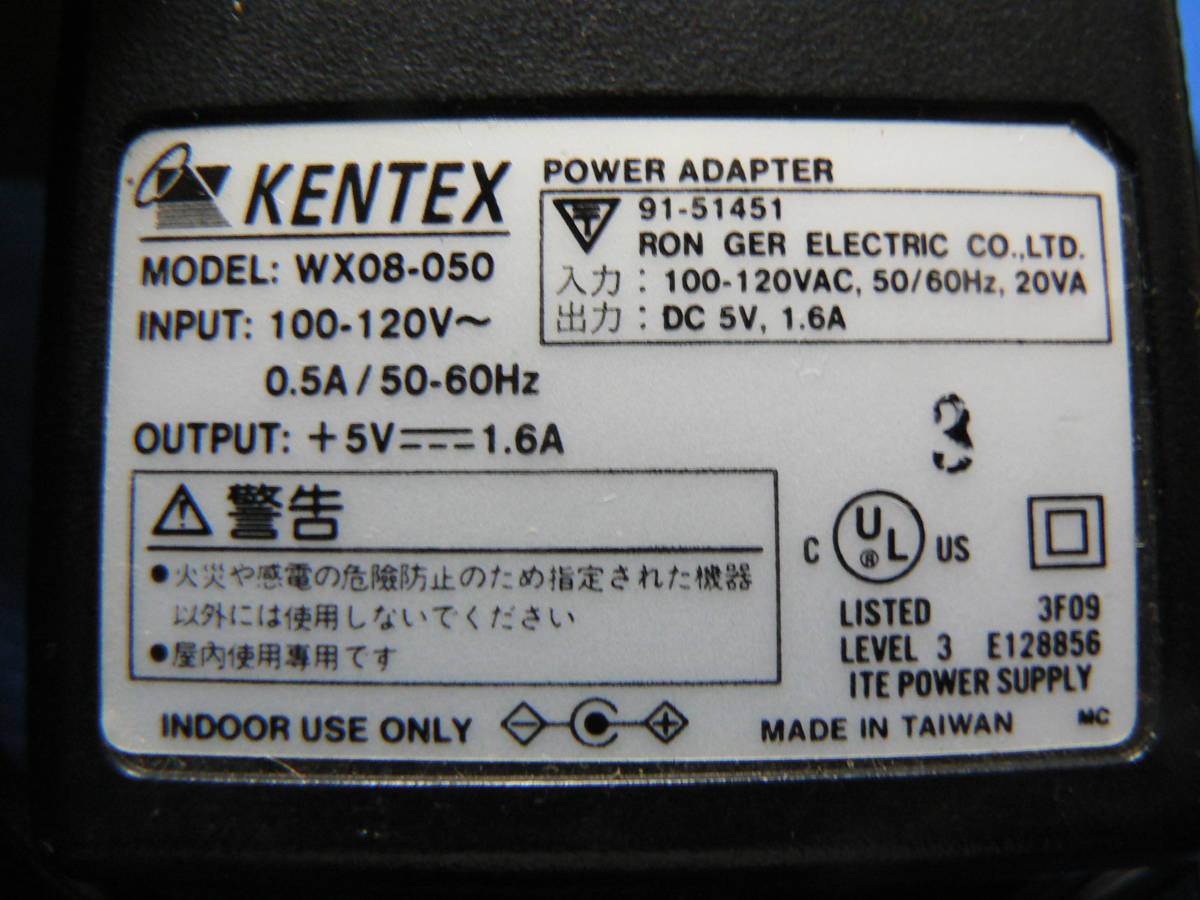 KENTEX
MODEL: WX08-050
INPUT: 100-120V~
0.5A / 50-60Hz
OUTPUT: +5V⎓1.6A
POWER ADAPTER
91-51451
RON GER ELECTRIC CO.,LTD.
入力：100-120VAC, 50/60Hz, 20VA
出力：DC 5V, 1.6A
⚠警告
●火災や感電の危險防止のため指定された機器
以外には使用しないでください
●屋內使用專用です
3
C UL® US
LISTED 3F09
LEVEL 3 E128856
ITE POWER SUPPLY
INDOOR USE ONLY
MADE IN TAIWAN MC